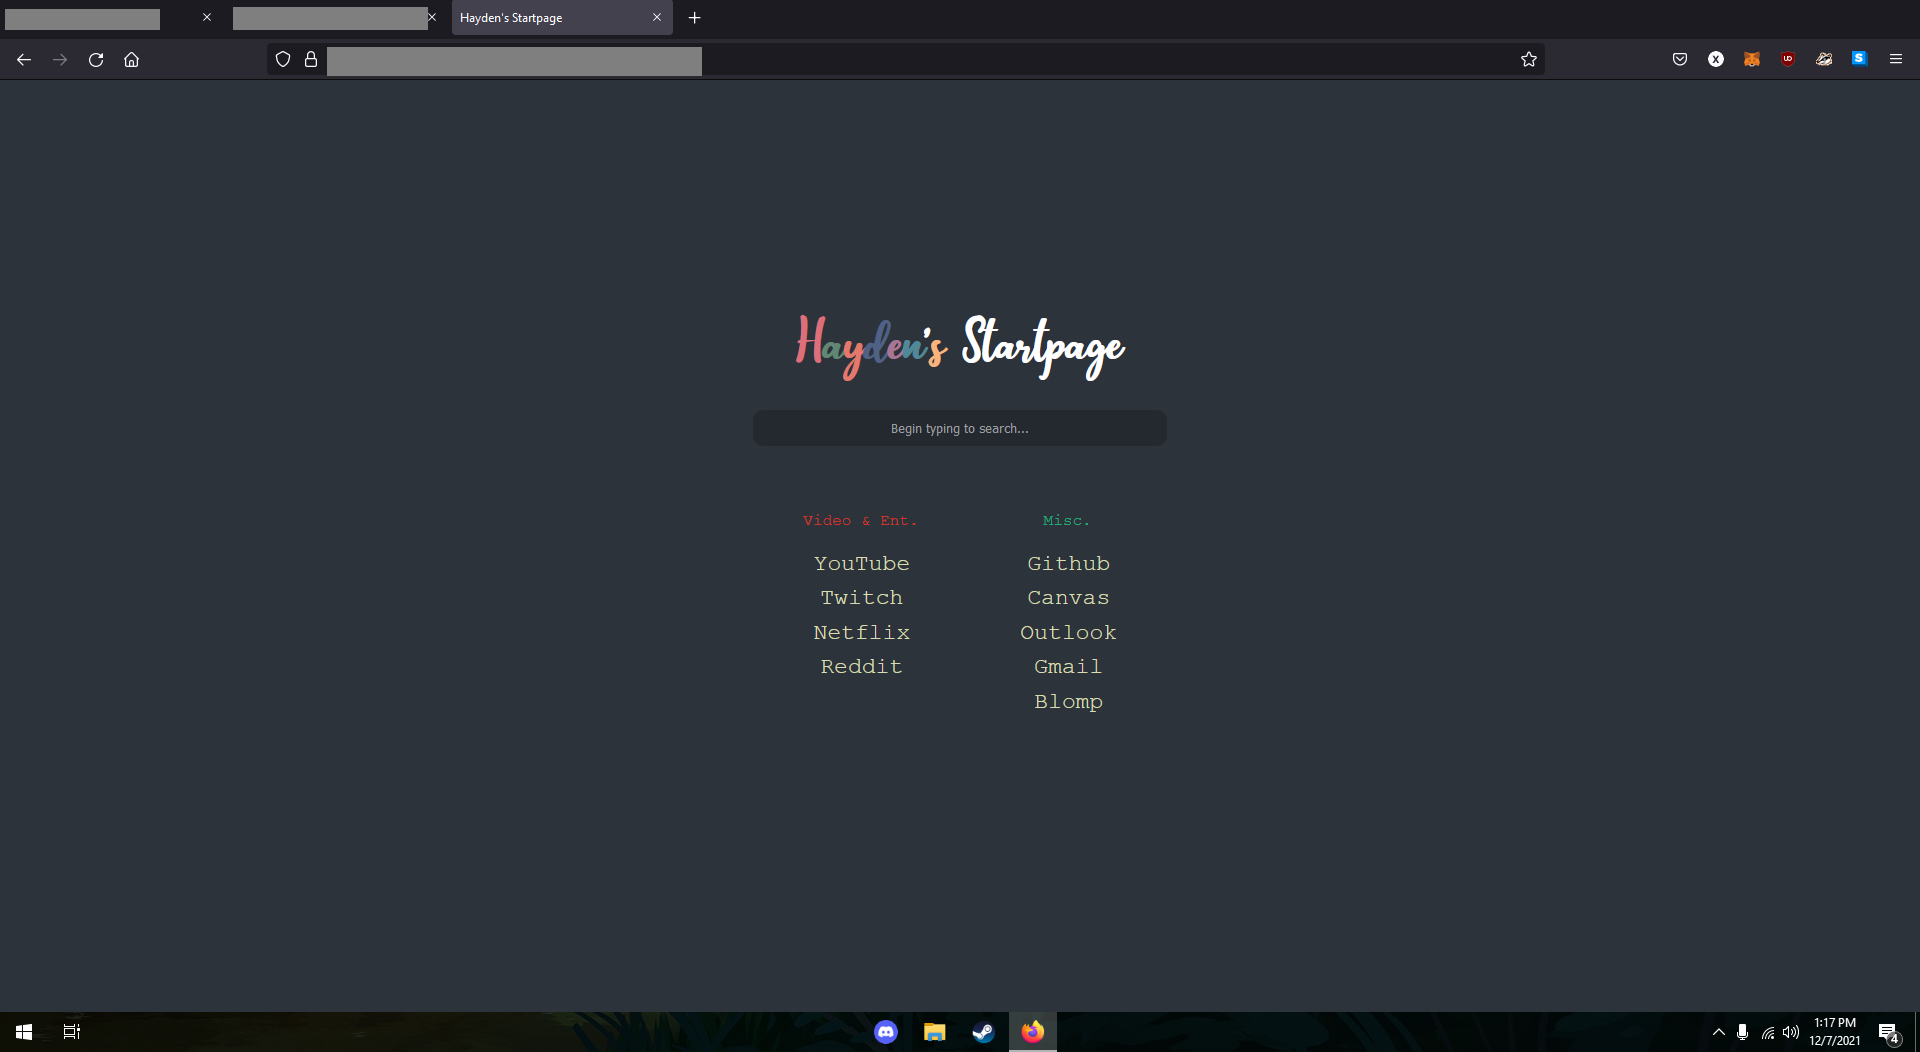 Hayden's Startpage
Hayden's Startpage
Begin typing to search...
Video & Ent.
YouTube
Twitch
Netflix
Reddit
Misc.
Github
Canvas
Outlook
Gmail
Blomp
1:17 PM
12/7/2021
4